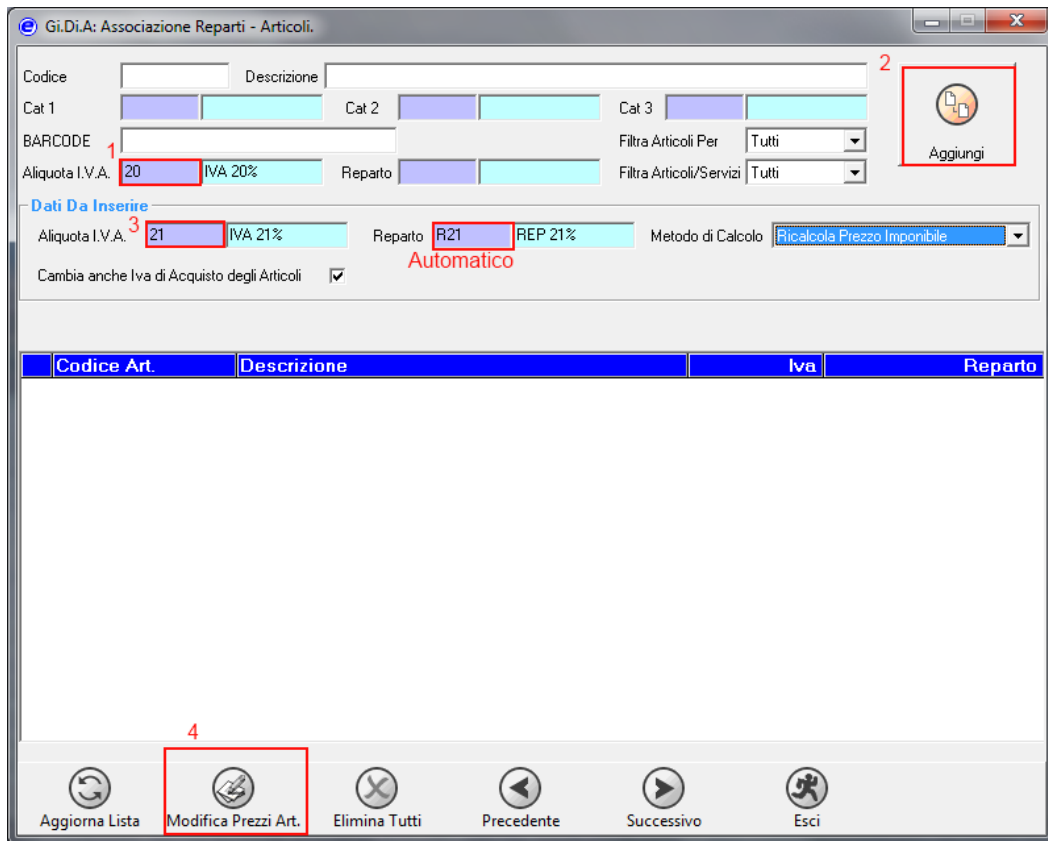 Gi.Di.A: Associazione Reparti - Articoli.
Codice Descrizione 2
Cat 1 Cat 2 Cat 3
BARCODE Filtra Articoli Per Tutti Aggiungi
1
Aliquota I.V.A. 20 IVA 20% Reparto Filtra Articoli/Servizi Tutti
Dati Da Inserire
3
Aliquota I.V.A. 21 IVA 21% Reparto R21 REP 21% Metodo di Calcolo Ricalcola Prezzo Imponibile
Automatico
Cambia anche Iva di Acquisto degli Articoli
Codice Art. Descrizione Iva Reparto
4
Aggiorna Lista Modifica Prezzi Art. Elimina Tutti Precedente Successivo Esci